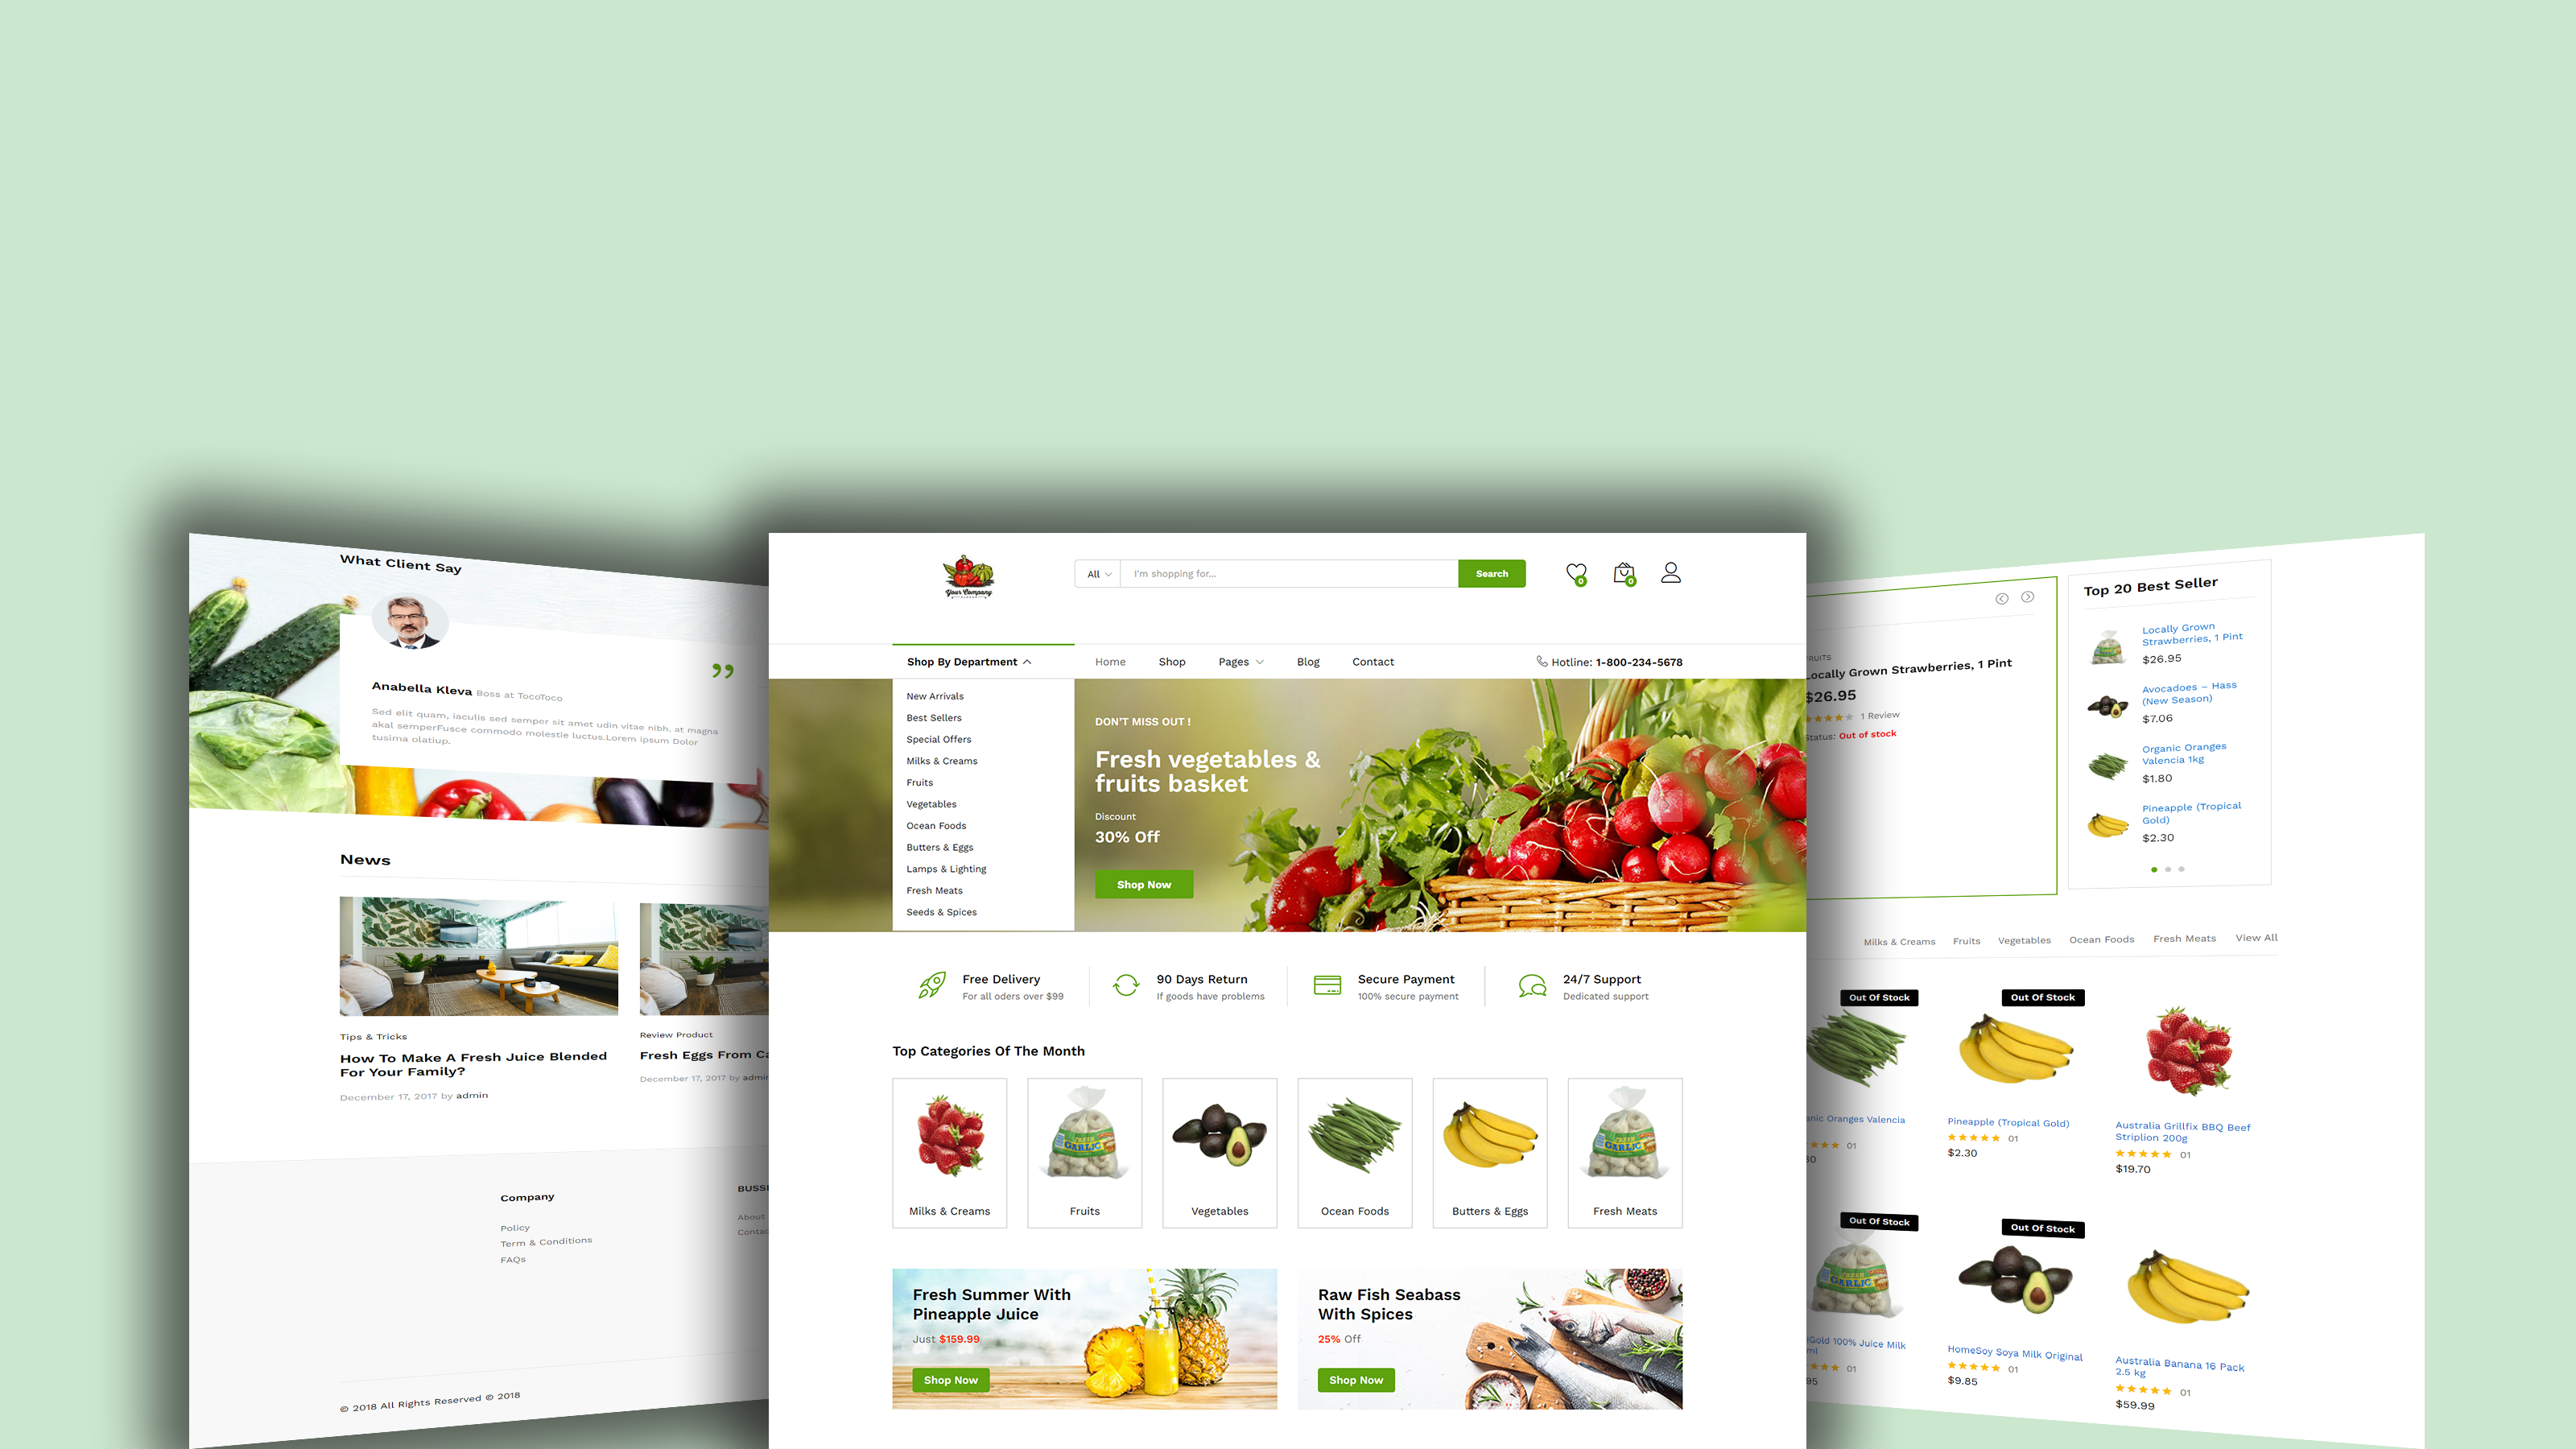 What Client Say
Anabella Kleva Boss at TocoToco
Sed elit quam, iaculis sed semper sit amet udin vitae nibh. at magna
akal semperFusce commodo molestie luctus.Lorem ipsum Dolor
tusima olatiup.
News
Tips & Tricks
How To Make A Fresh Juice Blended
For Your Family?
December 17, 2017 by admin
Review Product
Fresh Eggs From
December 17, 2017 by admin
Company
Policy
Term & Conditions
FAQs
About
© 2018 All Rights Reserved © 2018
Your Company
All
I'm shopping for...
Search
0
0
Shop By Department
Home
Shop
Pages
Blog
Contact
Hotline: 1-800-234-5678
New Arrivals
Best Sellers
Special Offers
Milks & Creams
Fruits
Vegetables
Ocean Foods
Butters & Eggs
Lamps & Lighting
Fresh Meats
Seeds & Spices
DON'T MISS OUT !
Fresh vegetables &
fruits basket
Discount
30% Off
Shop Now
Free Delivery
For all oders over $99
90 Days Return
If goods have problems
Secure Payment
100% secure payment
24/7 Support
Dedicated support
Top Categories Of The Month
FRESH
GARLIC
FRESH
GARLIC
Milks & Creams
Fruits
Vegetables
Ocean Foods
Butters & Eggs
Fresh Meats
Fresh Summer With
Pineapple Juice
Just $159.99
Shop Now
Raw Fish Seabass
With Spices
25% Off
Shop Now
Locally Grown Strawberries, 1 Pint
$26.95
1 Review
Status: Out of stock
Top 20 Best Seller
Locally Grown
Strawberries, 1 Pint
$26.95
Avocadoes – Hass
(New Season)
$7.06
Organic Oranges
Valencia 1kg
$1.80
Pineapple (Tropical
Gold)
$2.30
Milks & Creams
Fruits
Vegetables
Ocean Foods
Fresh Meats
View All
Out Of Stock
Out Of Stock
Oranges Valencia
01
Pineapple (Tropical Gold)
01
$2.30
Australia Grillfix BBQ Beef
Striplion 200g
01
$19.70
Out Of Stock
Out Of Stock
GARLIC
100% Juice Milk
01
HomeSoy Soya Milk Original
01
$9.85
Australia Banana 16 Pack
2.5 kg
01
$59.99